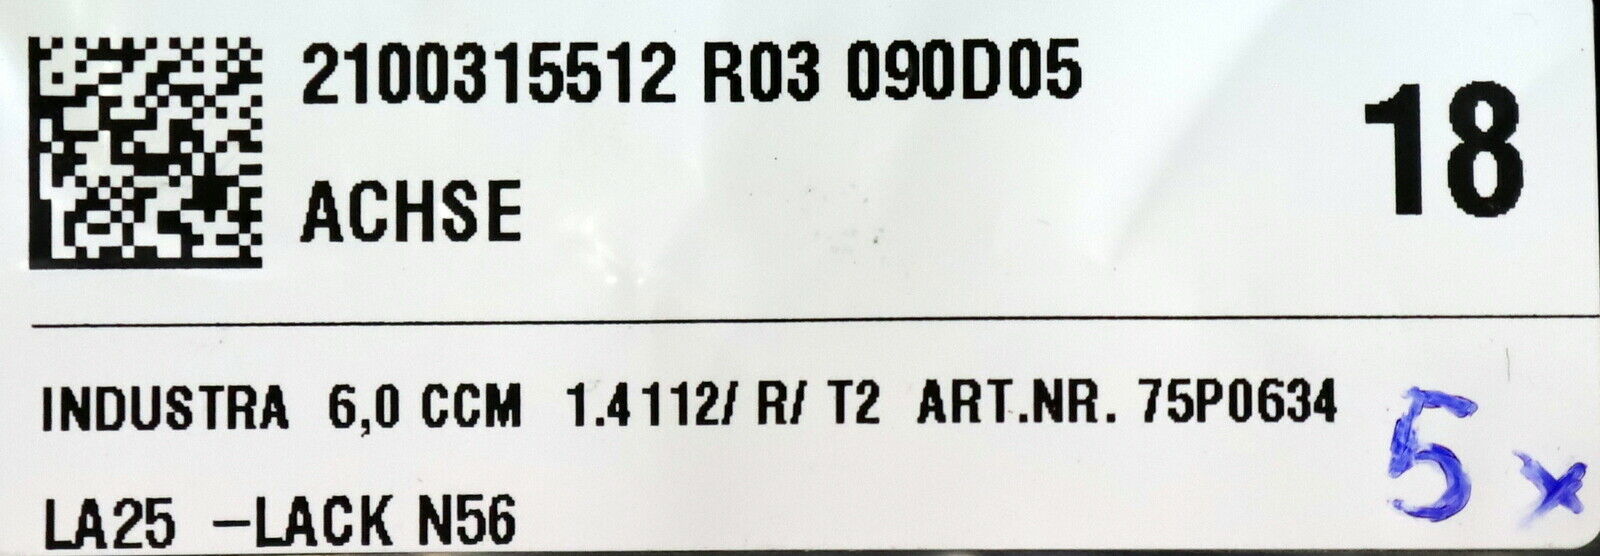 2100315512 R03 090D05
18
ACHSE
INDUSTRA 6,0 CCM 1.4112/ R/ T2 ART.NR. 75P0634
5x
LA25 –LACK N56